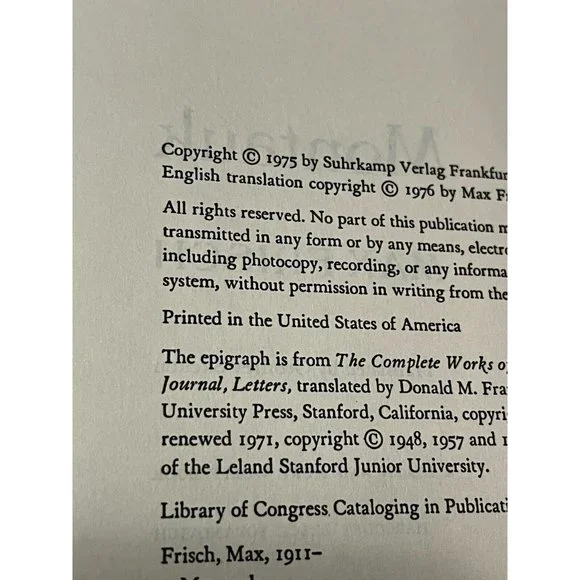 Montauk
Copyright © 1975 by Suhrkamp Verlag Frankfur
English translation copyright © 1976 by Max F
All rights reserved. No part of this publication m
transmitted in any form or by any means, electro
including photocopy, recording, or any informa
system, without permission in writing from the
Printed in the United States of America
The epigraph is from The Complete Works o
Journal, Letters, translated by Donald M. Fra
University Press, Stanford, California, copyri
renewed 1971, copyright © 1948, 1957 and 1
of the Leland Stanford Junior University.
Library of Congress Cataloging in Publicati
Frisch, Max, 1911–